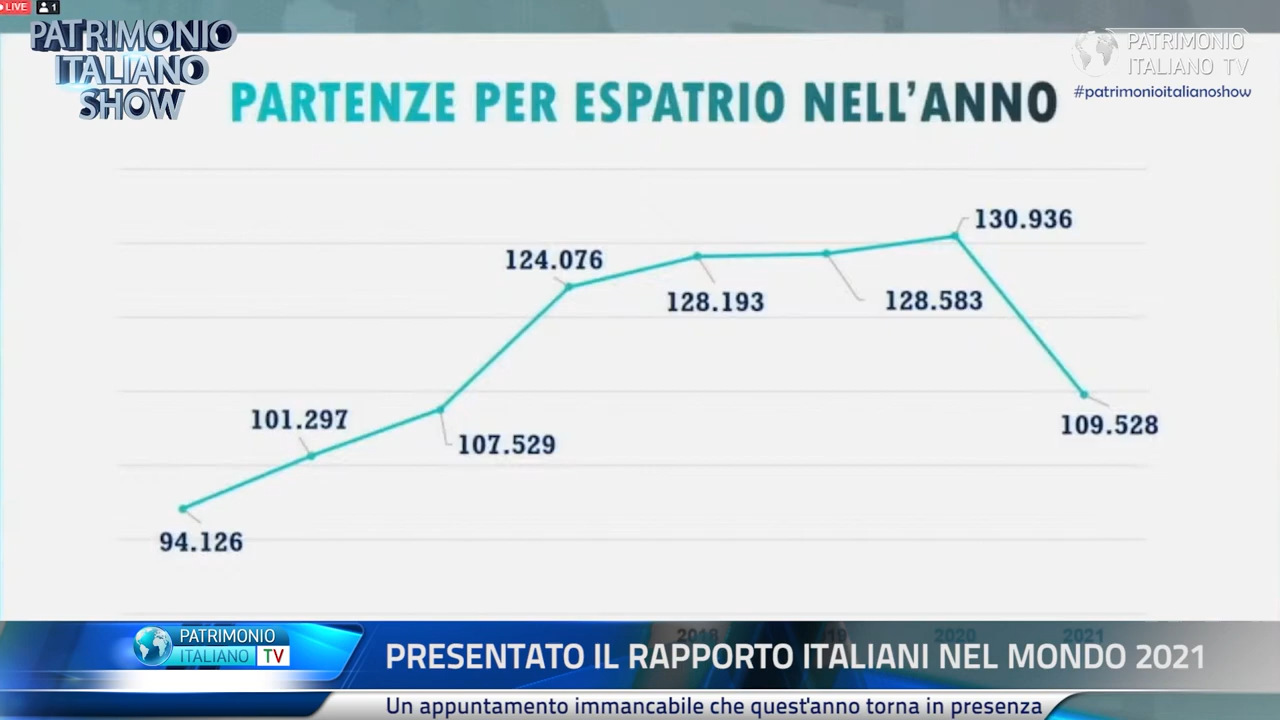 LIVE
1
PATRIMONIO
ITALIANO
SHOW
PATRIMONIO
ITALIANO TV
#patrimonioitalianoshow
PARTENZE PER ESPATRIO NELL'ANNO
130.936
124.076
128.193
128.583
101.297
107.529
109.528
94.126
2018
2020
2021
PATRIMONIO
ITALIANO TV
PRESENTATO IL RAPPORTO ITALIANI NEL MONDO 2021
Un appuntamento immancabile che quest'anno torna in presenza